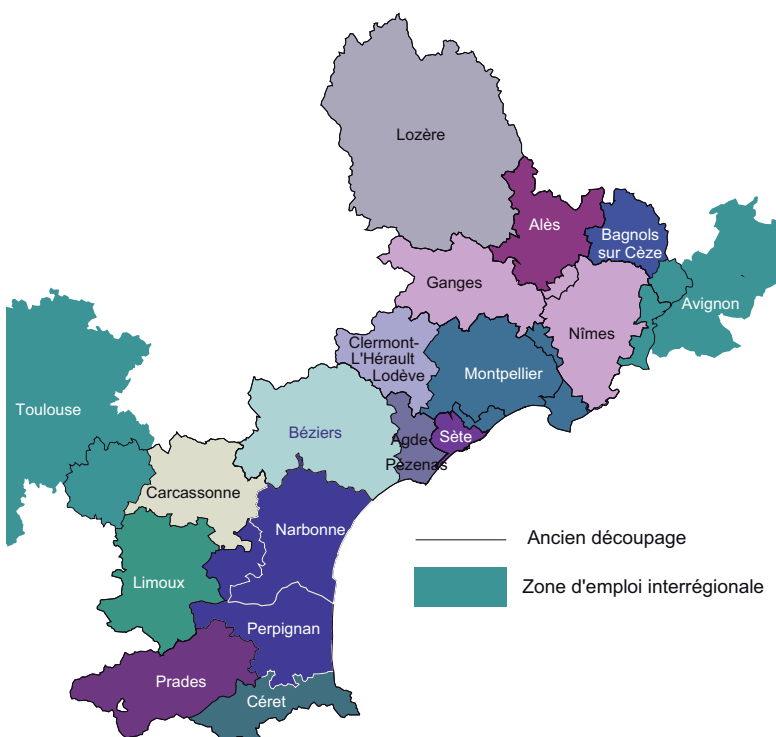 Lozère
Alès
Bagnols
sur Cèze
Ganges
Avignon
Nîmes
Clermont-
L'Hérault
Lodève
Montpellier
Toulouse
Béziers
Agde
Sète
Pézenas
Carcassonne
Narbonne
Ancien découpage
Limoux
Zone d'emploi interrégionale
Perpignan
Prades
Céret